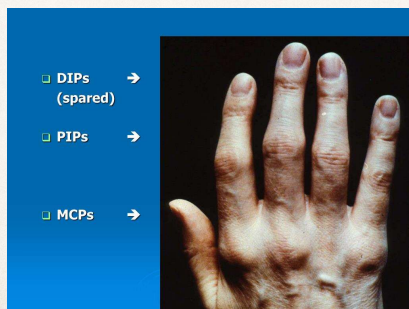 DIPs →
(spared)
PIPs →
MCPs →